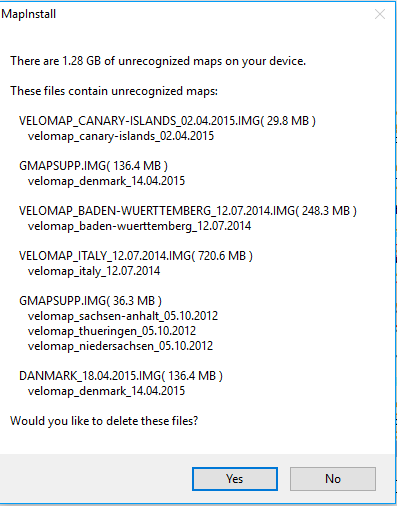 MapInstall
There are 1.28 GB of unrecognized maps on your device.
These files contain unrecognized maps:
VELOMAP_CANARY-ISLANDS_02.04.2015.IMG( 29.8 MB )
velomap_canary-islands_02.04.2015
GMAPSUPP.IMG( 136.4 MB )
velomap_denmark_14.04.2015
VELOMAP_BADEN-WUERTTEMBERG_12.07.2014.IMG( 248.3 MB )
velomap_baden-wuerttemberg_12.07.2014
VELOMAP_ITALY_12.07.2014.IMG( 720.6 MB )
velomap_italy_12.07.2014
GMAPSUPP.IMG( 36.3 MB )
velomap_sachsen-anhalt_05.10.2012
velomap_thueringen_05.10.2012
velomap_niedersachsen_05.10.2012
DANMARK_18.04.2015.IMG( 136.4 MB )
velomap_denmark_14.04.2015
Would you like to delete these files?
Yes No